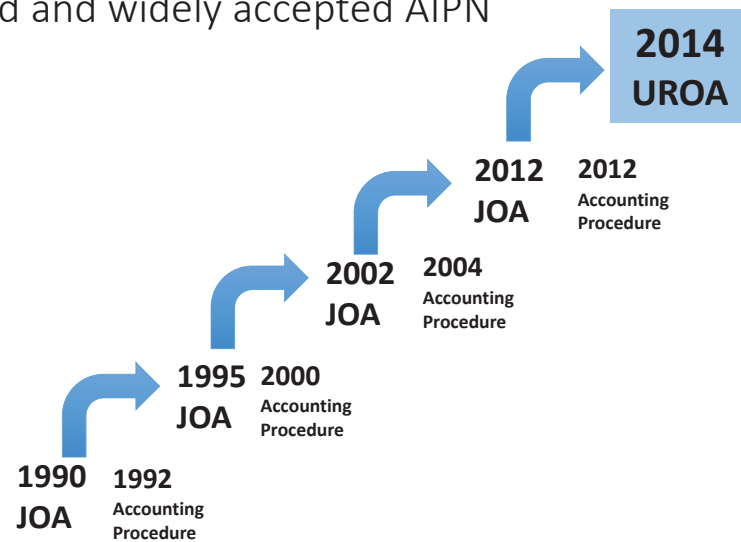 d and widely accepted AIPN
2014
UROA
2012
JOA
2012
Accounting
Procedure
2002
JOA
2004
Accounting
Procedure
1995
JOA
2000
Accounting
Procedure
1990
JOA
1992
Accounting
Procedure